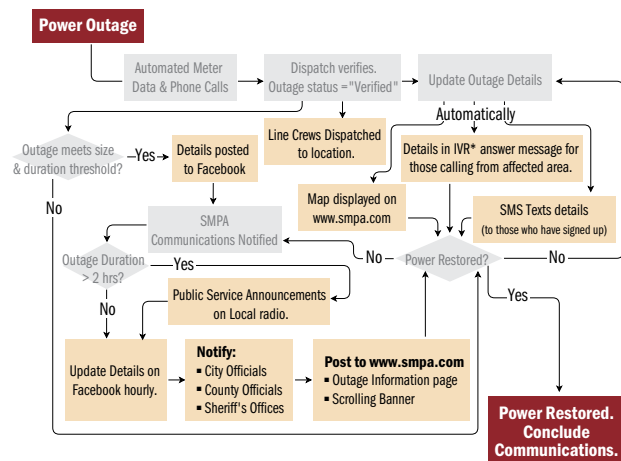 Power Outage
Automated Meter
Data & Phone Calls
Dispatch verifies.
Outage status ="Verified"
Update Outage Details
Automatically
Outage meets size
& duration threshold?
Yes
Details posted
to Facebook
Line Crews Dispatched
to location.
Details in IVR* answer message for
those calling from affected area.
Map displayed on
www.smpa.com
SMS Texts details
(to those who have signed up)
No
SMPA
Communications Notified
Outage Duration
> 2 hrs?
Yes
No
Power Restored?
No
Public Service Announcements
on Local radio.
No
Yes
Update Details on
Facebook hourly.
Notify:
▪ City Officials
▪ County Officials
▪ Sheriff's Offices
Post to www.smpa.com
▪ Outage Information page
▪ Scrolling Banner
Power Restored.
Conclude
Communications.